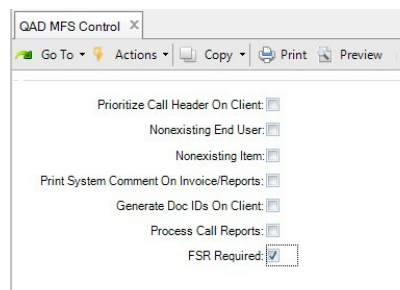 QAD MFS Control
Go To Actions Copy Print Preview
Prioritize Call Header On Client:
Nonexisting End User:
Nonexisting Item:
Print System Comment On Invoice/Reports:
Generate Doc IDs On Client:
Process Call Reports:
FSR Required: